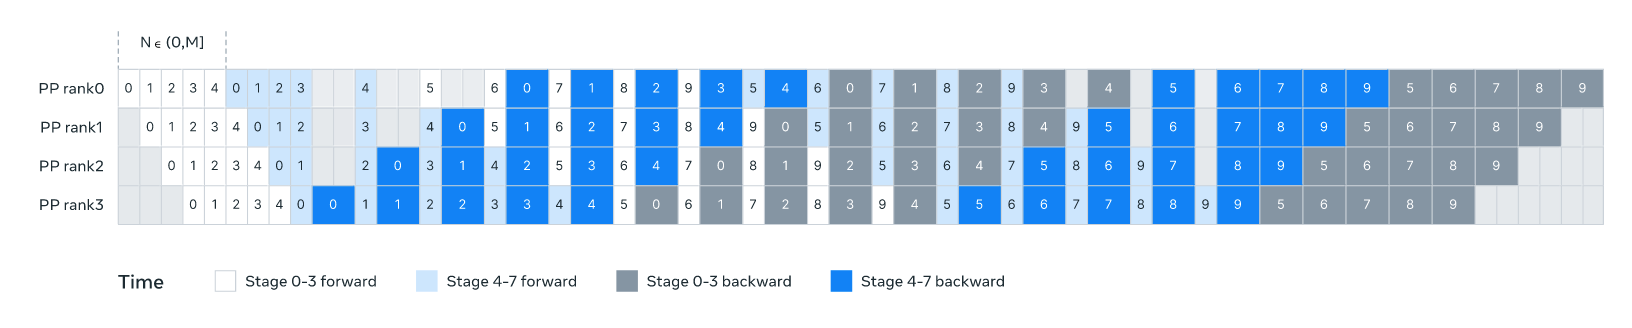 N ϵ (0,M]
PP rank0 0 1 2 3 4 0 1 2 3 4 5 6 0 7 1 8 2 9 3 5 4 6 0 7 1 8 2 9 3 4 5 6 7 8 9 5 6 7 8 9
PP rank1 0 1 2 3 4 0 1 2 3 4 0 5 1 6 2 7 3 8 4 9 0 5 1 6 2 7 3 8 4 9 5 6 7 8 9 5 6 7 8 9
PP rank2 0 1 2 3 4 0 1 2 0 3 1 4 2 5 3 6 4 7 0 8 1 9 2 5 3 6 4 7 5 8 6 9 7 8 9 5 6 7 8 9
PP rank3 0 1 2 3 4 0 0 1 1 2 2 3 3 4 4 5 0 6 1 7 2 8 3 9 4 5 5 6 6 7 7 8 8 9 9 5 6 7 8 9
Time Stage 0-3 forward Stage 4-7 forward Stage 0-3 backward Stage 4-7 backward